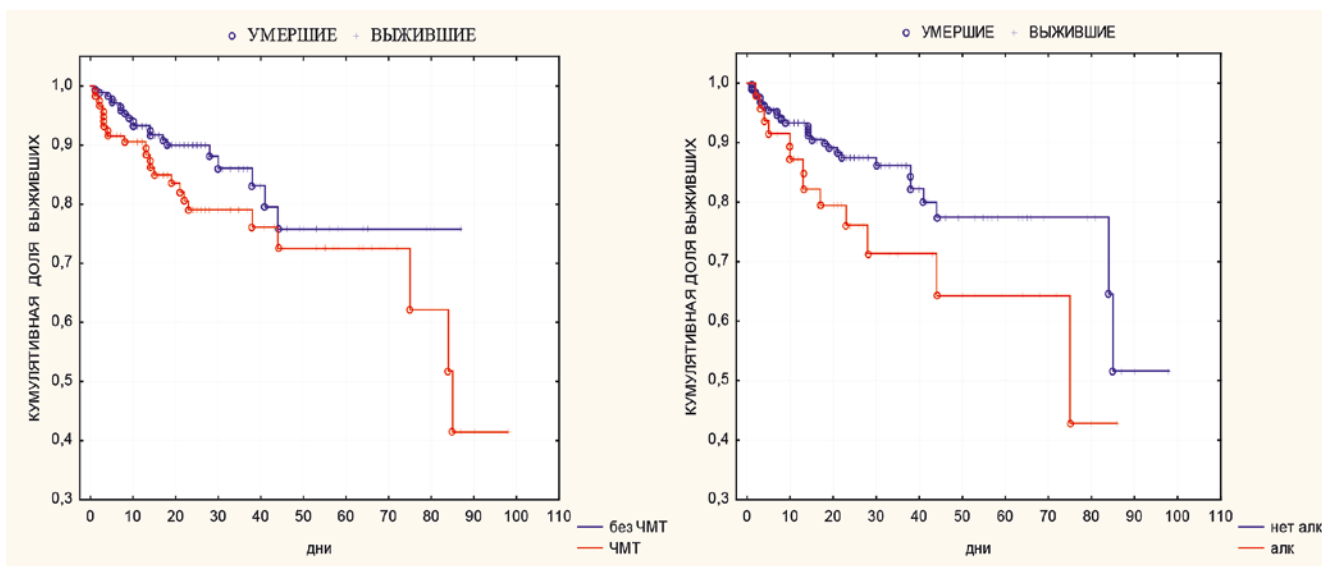 УМЕРШИЕ + ВЫЖИВШИЕ
КУМУЛЯТИВНАЯ ДОЛЯ ВЫЖИВШИХ
1,0
0,9
0,8
0,7
0,6
0,5
0,4
0,3
0 10 20 30 40 50 60 70 80 90 100 110
дни
без ЧМТ
ЧМТ
УМЕРШИЕ + ВЫЖИВШИЕ
КУМУЛЯТИВНАЯ ДОЛЯ ВЫЖИВШИХ
1,0
0,9
0,8
0,7
0,6
0,5
0,4
0,3
0 10 20 30 40 50 60 70 80 90 100 110
дни
нет алк
алк